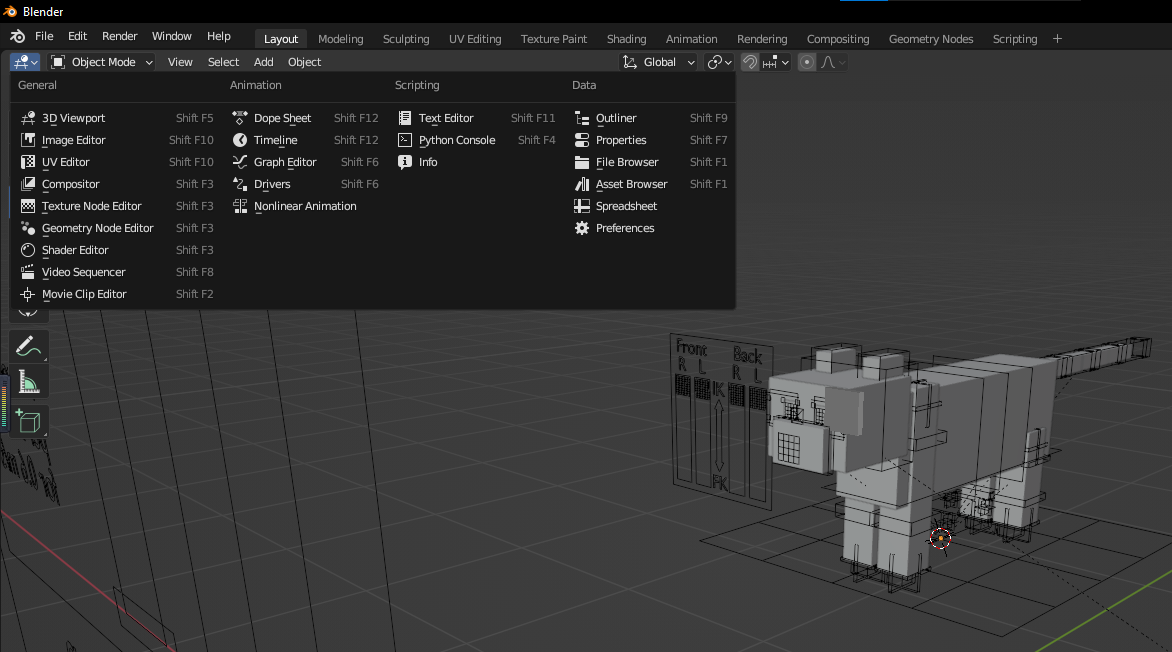 Blender
File Edit Render Window Help Layout Modeling Sculpting UV Editing Texture Paint Shading Animation Rendering Compositing Geometry Nodes Scripting +
Object Mode View Select Add Object Global
General Animation Scripting Data
3D Viewport Shift F5 Dope Sheet Shift F12 Text Editor Shift F11 Outliner Shift F9
Image Editor Shift F10 Timeline Shift F12 Python Console Shift F4 Properties Shift F7
UV Editor Shift F10 Graph Editor Shift F6 Info File Browser Shift F1
Compositor Shift F3 Drivers Shift F6 Asset Browser Shift F1
Texture Node Editor Shift F3 Nonlinear Animation Spreadsheet
Geometry Node Editor Shift F3 Preferences
Shader Editor Shift F3
Video Sequencer Shift F8
Movie Clip Editor Shift F2
Front Back
R L R L
IK
FK